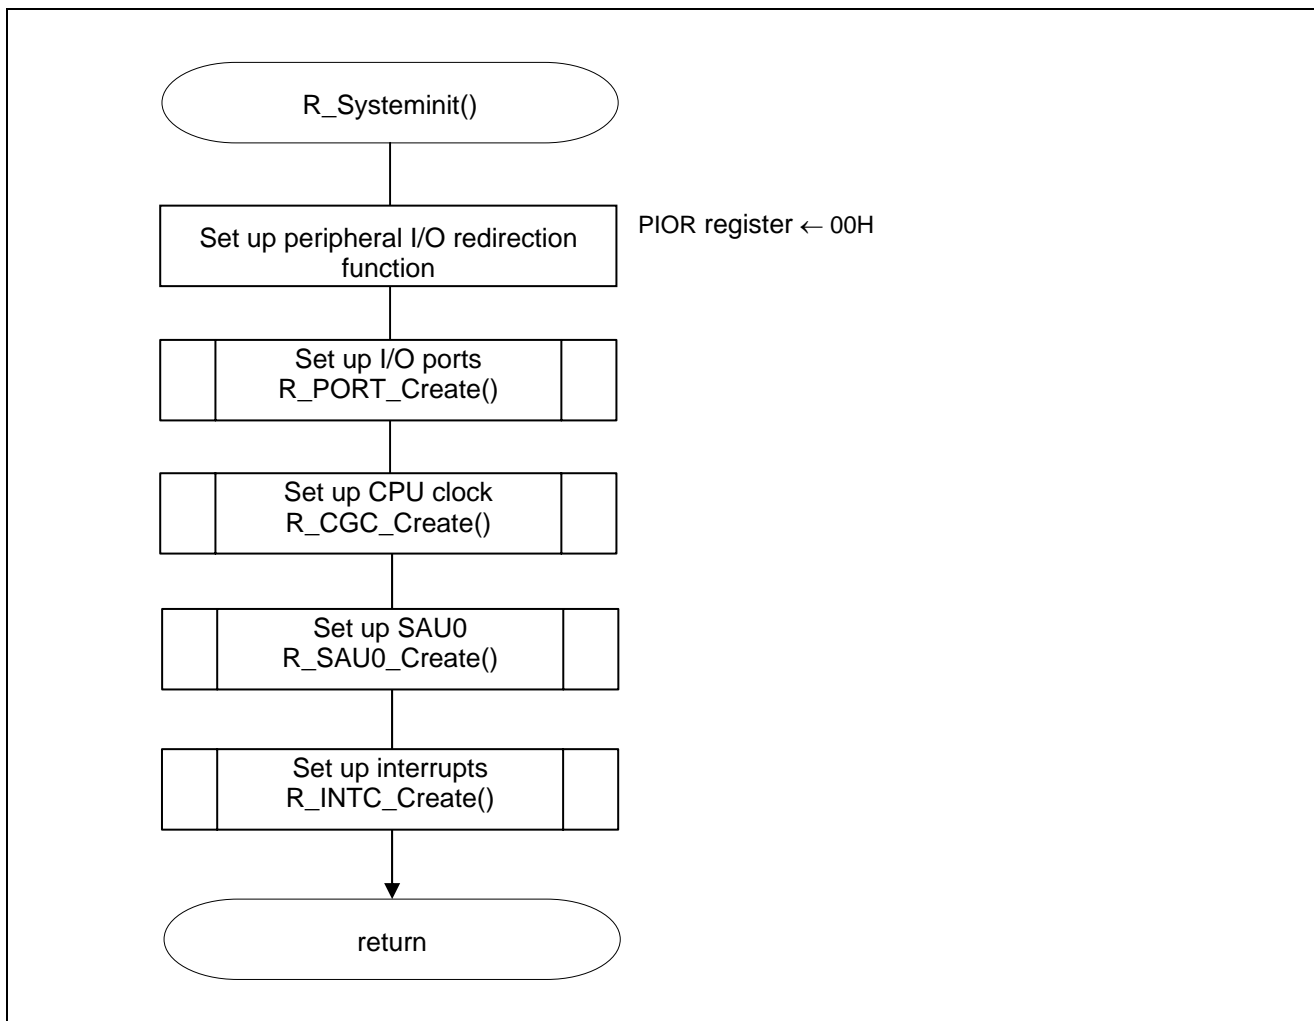 R_Systeminit()
Set up peripheral I/O redirection
function
PIOR register ← 00H
Set up I/O ports
R_PORT_Create()
Set up CPU clock
R_CGC_Create()
Set up SAU0
R_SAU0_Create()
Set up interrupts
R_INTC_Create()
return